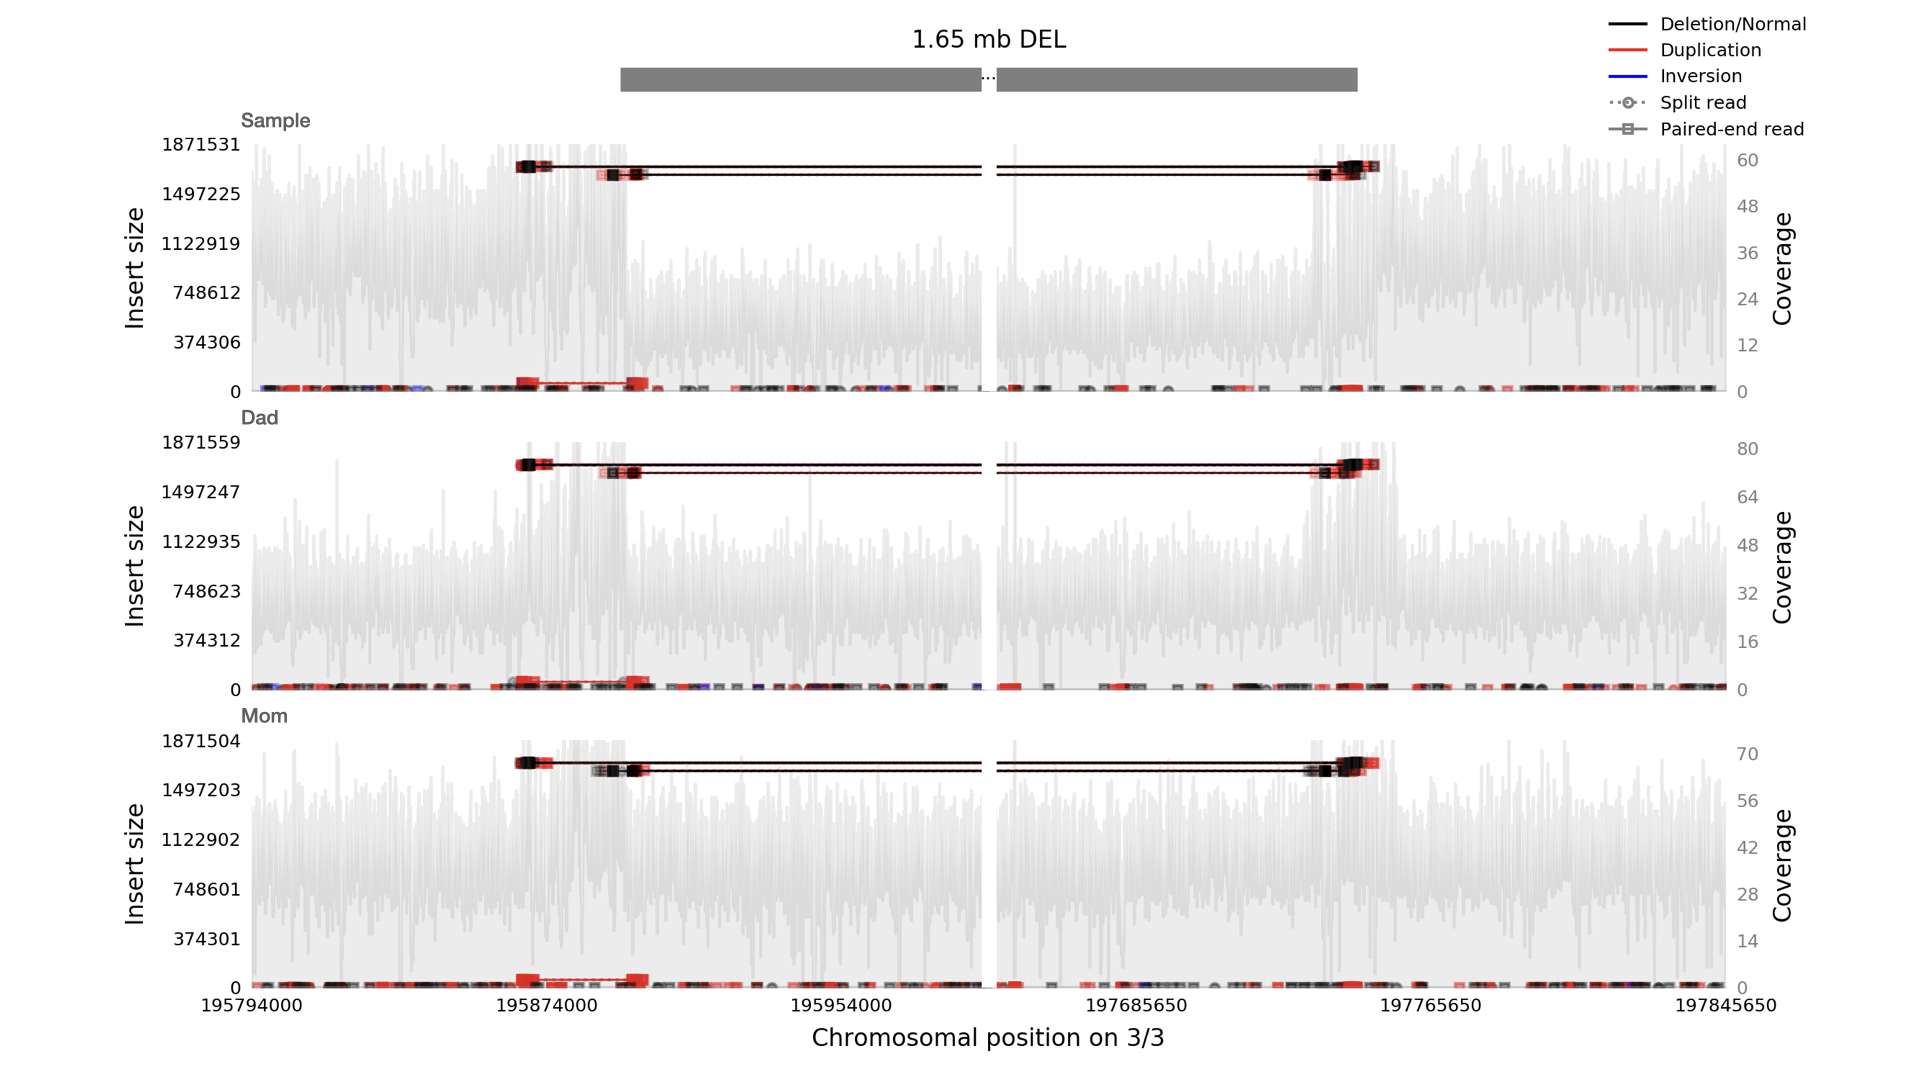 1.65 mb DEL
...
Deletion/Normal
Duplication
Inversion
Split read
Paired-end read
Sample
1871531
1497225
1122919
748612
374306
0
Insert size
60
48
36
24
12
0
Coverage
Dad
1871559
1497247
1122935
748623
374312
0
Insert size
80
64
48
32
16
0
Coverage
Mom
1871504
1497203
1122902
748601
374301
0
Insert size
70
56
42
28
14
0
Coverage
195794000 195874000 195954000 197685650 197765650 197845650
Chromosomal position on 3/3